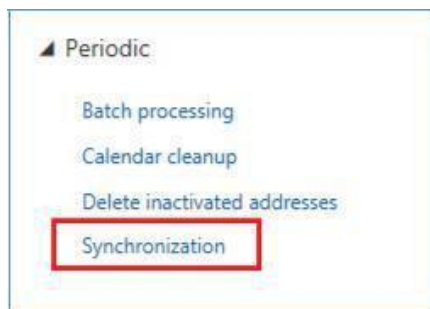 Periodic
Batch processing
Calendar cleanup
Delete inactivated addresses
Synchronization